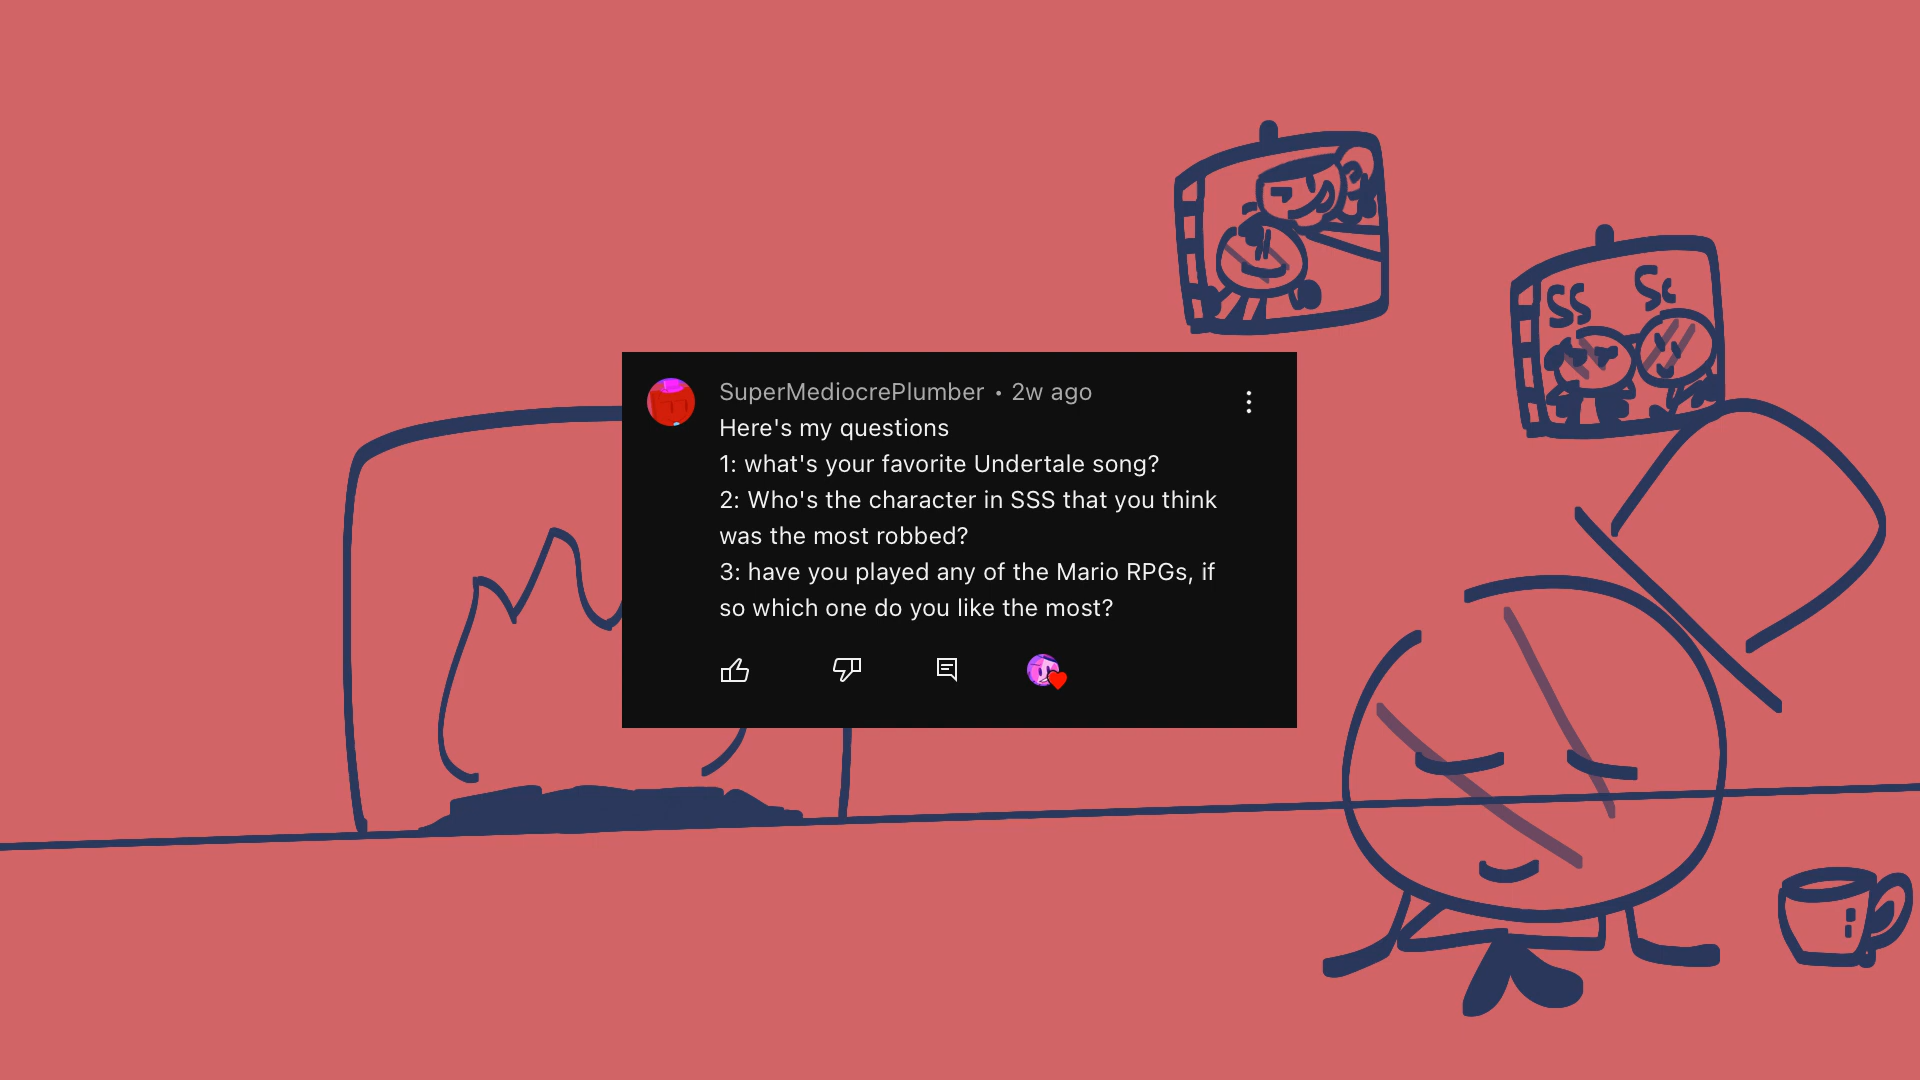 SS Sc
SuperMediocrePlumber • 2w ago
Here's my questions
1: what's your favorite Undertale song?
2: Who's the character in SSS that you think
was the most robbed?
3: have you played any of the Mario RPGs, if
so which one do you like the most?